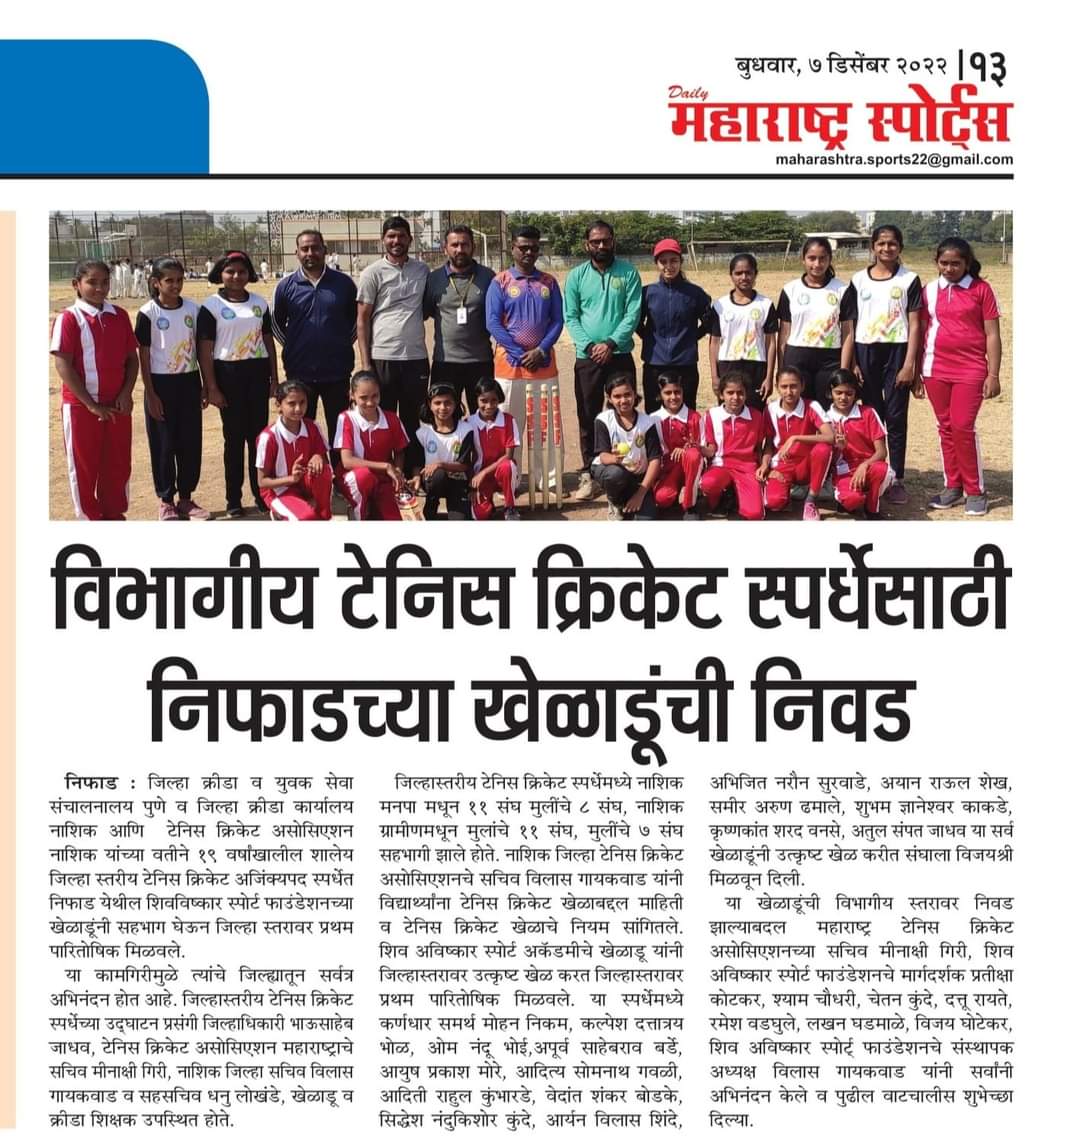 बुधवार, ७ डिसेंबर २०२२ |१३
Daily
महाराष्ट्र स्पोर्ट्स
maharashtra.sports22@gmail.com
विभागीय टेनिस क्रिकेट स्पर्धेसाठी
निफाडच्या खेळाडूंची निवड
निफाड : जिल्हा क्रीडा व युवक सेवा
संचालनालय पुणे व जिल्हा क्रीडा कार्यालय
नाशिक आणि टेनिस क्रिकेट असोसिएशन
नाशिक यांच्या वतीने १९ वर्षांखालील शालेय
जिल्हा स्तरीय टेनिस क्रिकेट अजिंक्यपद स्पर्धेत
निफाड येथील शिवविष्कार स्पोर्ट फाउंडेशनच्या
खेळाडूंनी सहभाग घेऊन जिल्हा स्तरावर प्रथम
पारितोषिक मिळवले.
या कामगिरीमुळे त्यांचे जिल्ह्यातून सर्वत्र
अभिनंदन होत आहे. जिल्हास्तरीय टेनिस क्रिकेट
स्पर्धेच्या उद्घाटन प्रसंगी जिल्हाधिकारी भाऊसाहेब
जाधव, टेनिस क्रिकेट असोसिएशन महाराष्ट्राचे
सचिव मीनाक्षी गिरी, नाशिक जिल्हा सचिव विलास
गायकवाड व सहसचिव धनु लोखंडे, खेळाडू व
क्रीडा शिक्षक उपस्थित होते.
जिल्हास्तरीय टेनिस क्रिकेट स्पर्धेमध्ये नाशिक
मनपा मधून ११ संघ मुलींचे ८ संघ, नाशिक
ग्रामीणमधून मुलांचे ११ संघ, मुलींचे ७ संघ
सहभागी झाले होते. नाशिक जिल्हा टेनिस क्रिकेट
असोसिएशनचे सचिव विलास गायकवाड यांनी
विद्यार्थ्यांना टेनिस क्रिकेट खेळाबद्दल माहिती
व टेनिस क्रिकेट खेळाचे नियम सांगितले.
शिव अविष्कार स्पोर्ट अकॅडमीचे खेळाडू यांनी
जिल्हास्तरावर उत्कृष्ट खेळ करत जिल्हास्तरावर
प्रथम पारितोषिक मिळवले. या स्पर्धेमध्ये
कर्णधार समर्थ मोहन निकम, कल्पेश दत्तात्रय
भोळ, ओम नंदू भोई,अपूर्व साहेबराव बर्डे,
आयुष प्रकाश मोरे, आदित्य सोमनाथ गवळी,
आदिती राहुल कुंभारडे, वेदांत शंकर बोडके,
सिद्धेश नंदुकिशोर कुंदे, आर्यन विलास शिंदे,
अभिजित नरौन सुरवाडे, अयान राऊल शेख,
समीर अरुण ढमाले, शुभम ज्ञानेश्वर काकडे,
कृष्णकांत शरद वनसे, अतुल संपत जाधव या सर्व
खेळाडूंनी उत्कृष्ट खेळ करीत संघाला विजयश्री
मिळवून दिली.
या खेळाडूंची विभागीय स्तरावर निवड
झाल्याबदल महाराष्ट्र टेनिस क्रिकेट
असोसिएशनच्या सचिव मीनाक्षी गिरी, शिव
अविष्कार स्पोर्ट फाउंडेशनचे मार्गदर्शक प्रतीक्षा
कोटकर, श्याम चौधरी, चेतन कुंदे, दत्तू रायते,
रमेश वडघुले, लखन घडमाळे, विजय घोटेकर,
शिव अविष्कार स्पोर्ट् फाउंडेशनचे संस्थापक
अध्यक्ष विलास गायकवाड यांनी सर्वांनी
अभिनंदन केले व पुढील वाटचालीस शुभेच्छा
दिल्या.